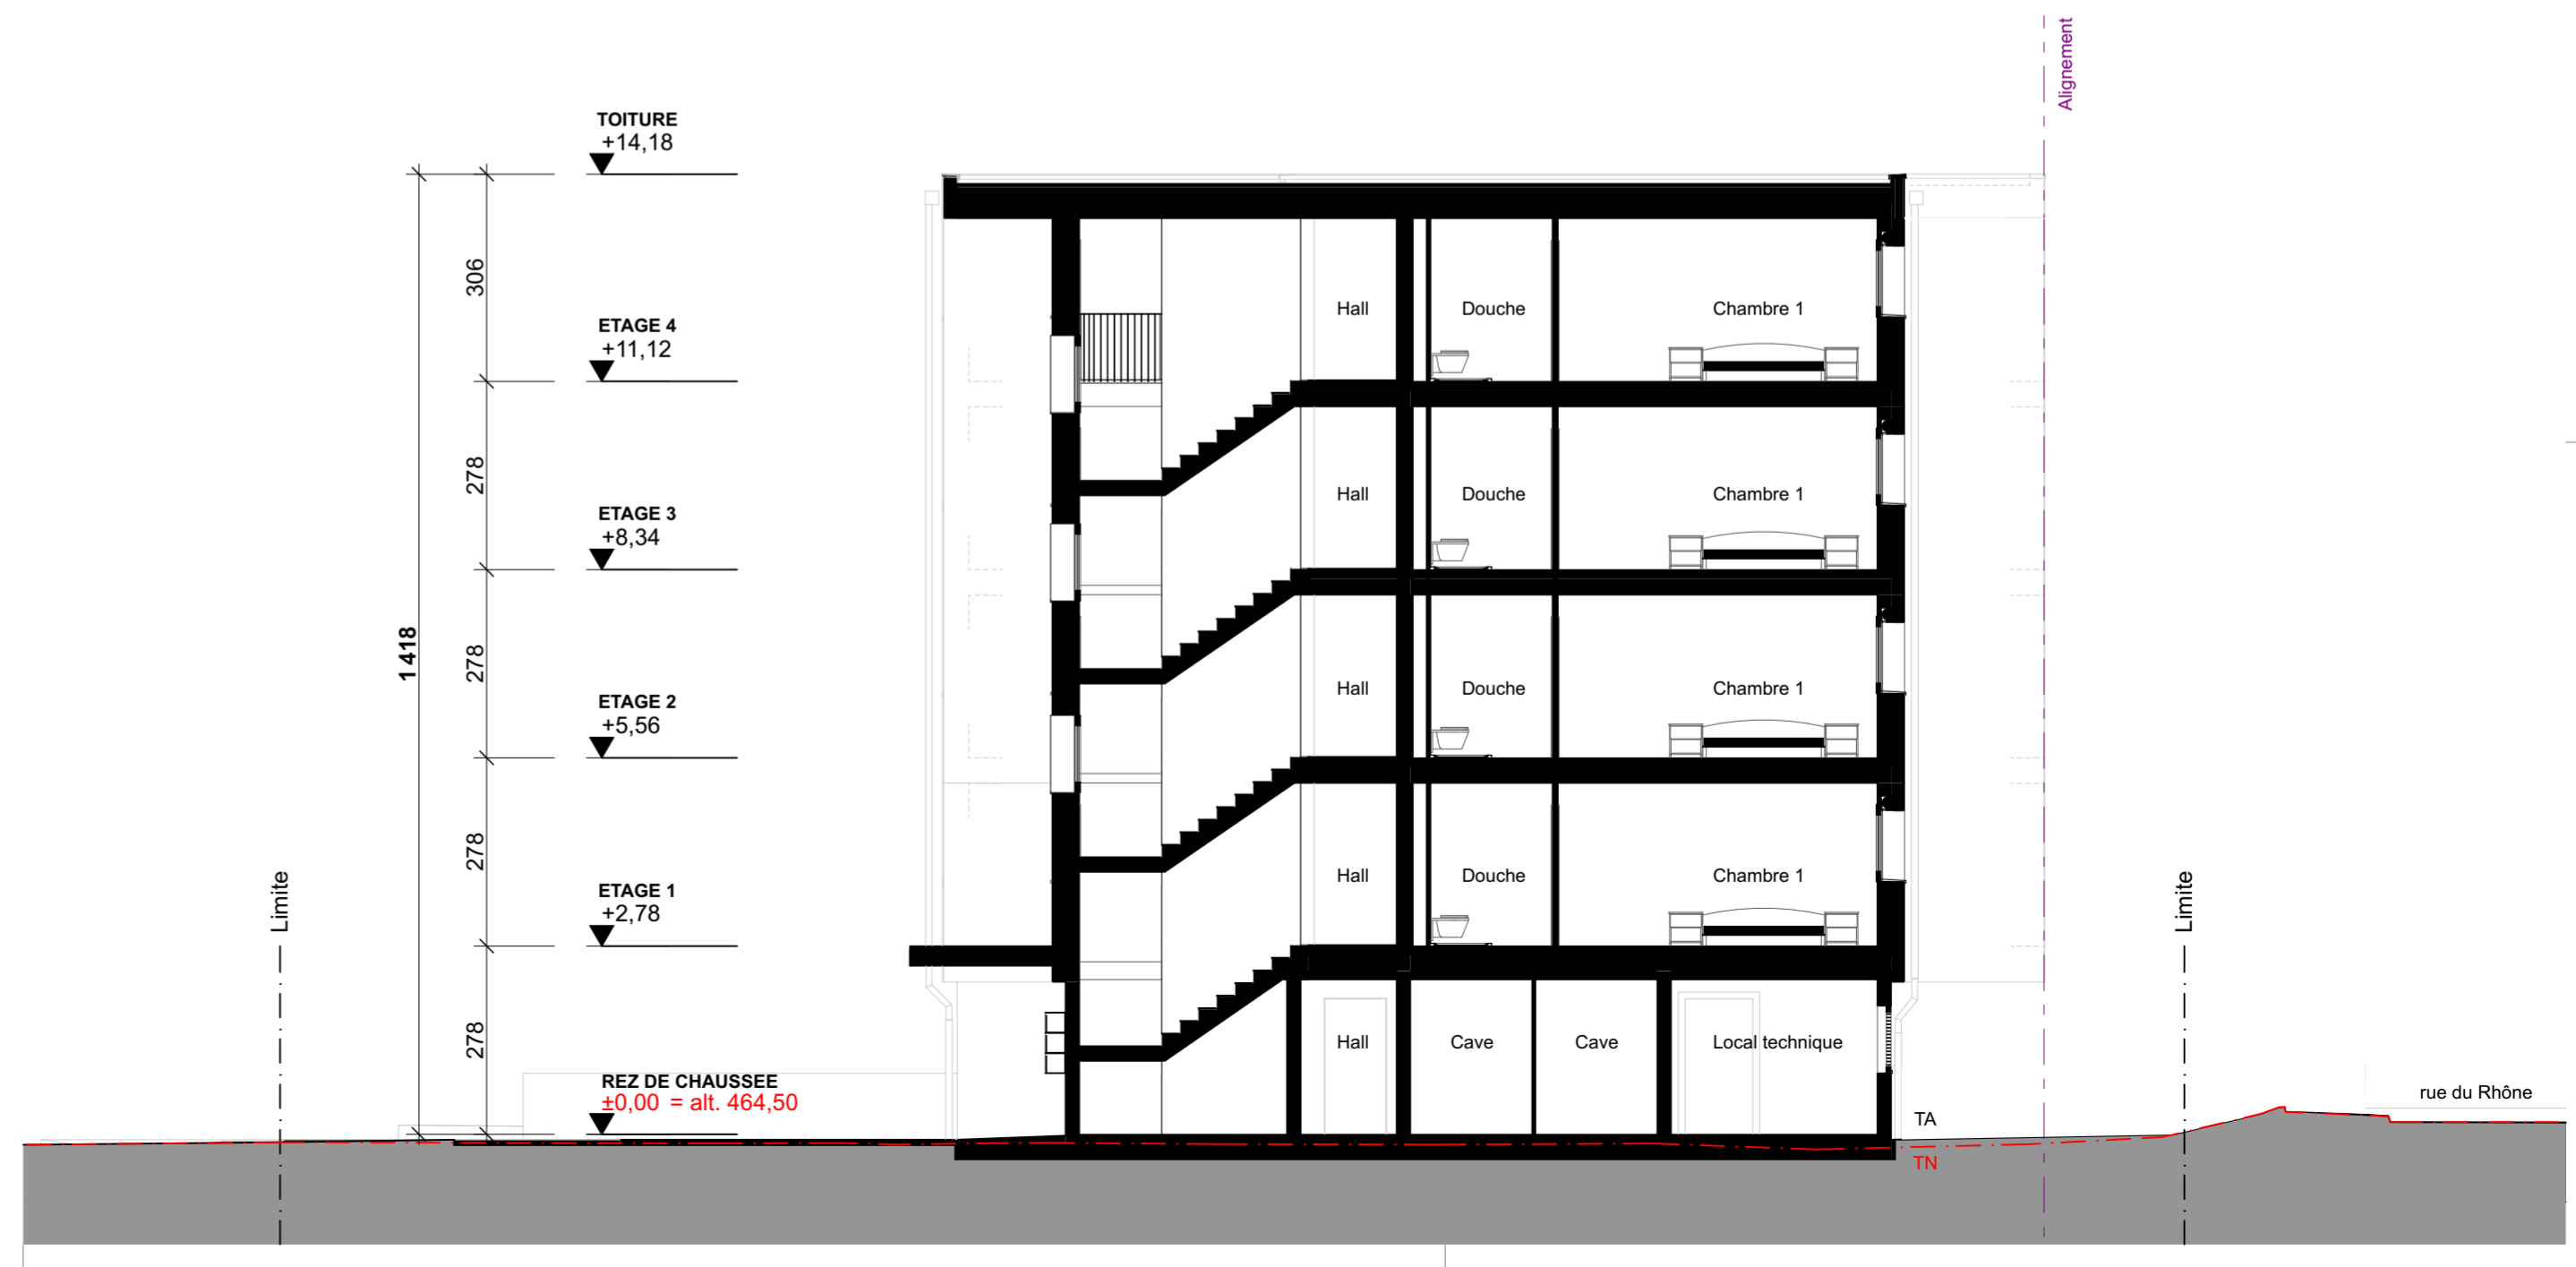 Alignement
TOITURE
+14,18
306
ETAGE 4
+11,12
Hall
Douche
Chambre 1
278
ETAGE 3
+8,34
Hall
Douche
Chambre 1
1 418
278
ETAGE 2
+5,56
Hall
Douche
Chambre 1
278
ETAGE 1
+2,78
Hall
Douche
Chambre 1
Limite
Limite
278
REZ DE CHAUSSEE
±0,00 = alt. 464,50
Hall
Cave
Cave
Local technique
TA
TN
rue du Rhône